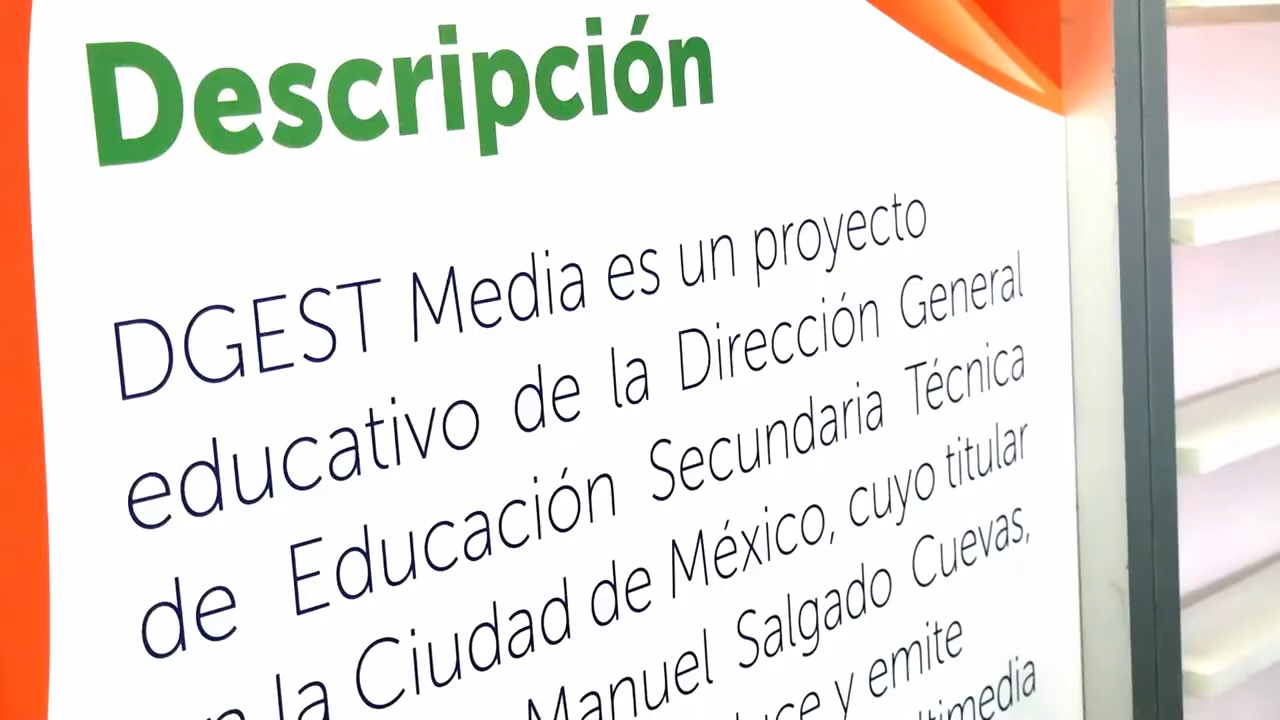 Descripción
DGEST Media es un proyecto
educativo de la Dirección General
de Educación Secundaria Técnica
la Ciudad de México, cuyo titular
Manuel Salgado Cuevas,
y emite